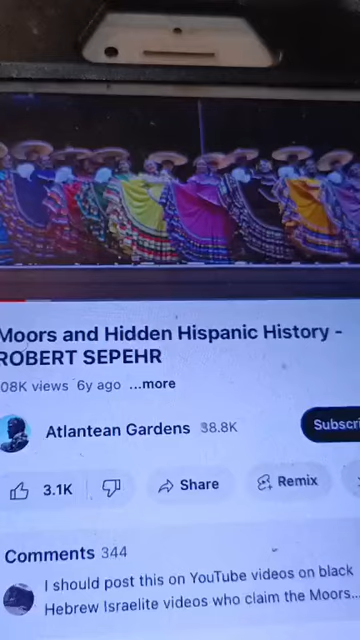 Moors and Hidden Hispanic History -
ROBERT SEPEHR
08K views 6y ago ...more
Atlantean Gardens 38.8K
Subscri
3.1K
Share
Remix
Comments 344
I should post this on YouTube videos on black
Hebrew Israelite videos who claim the Moors...